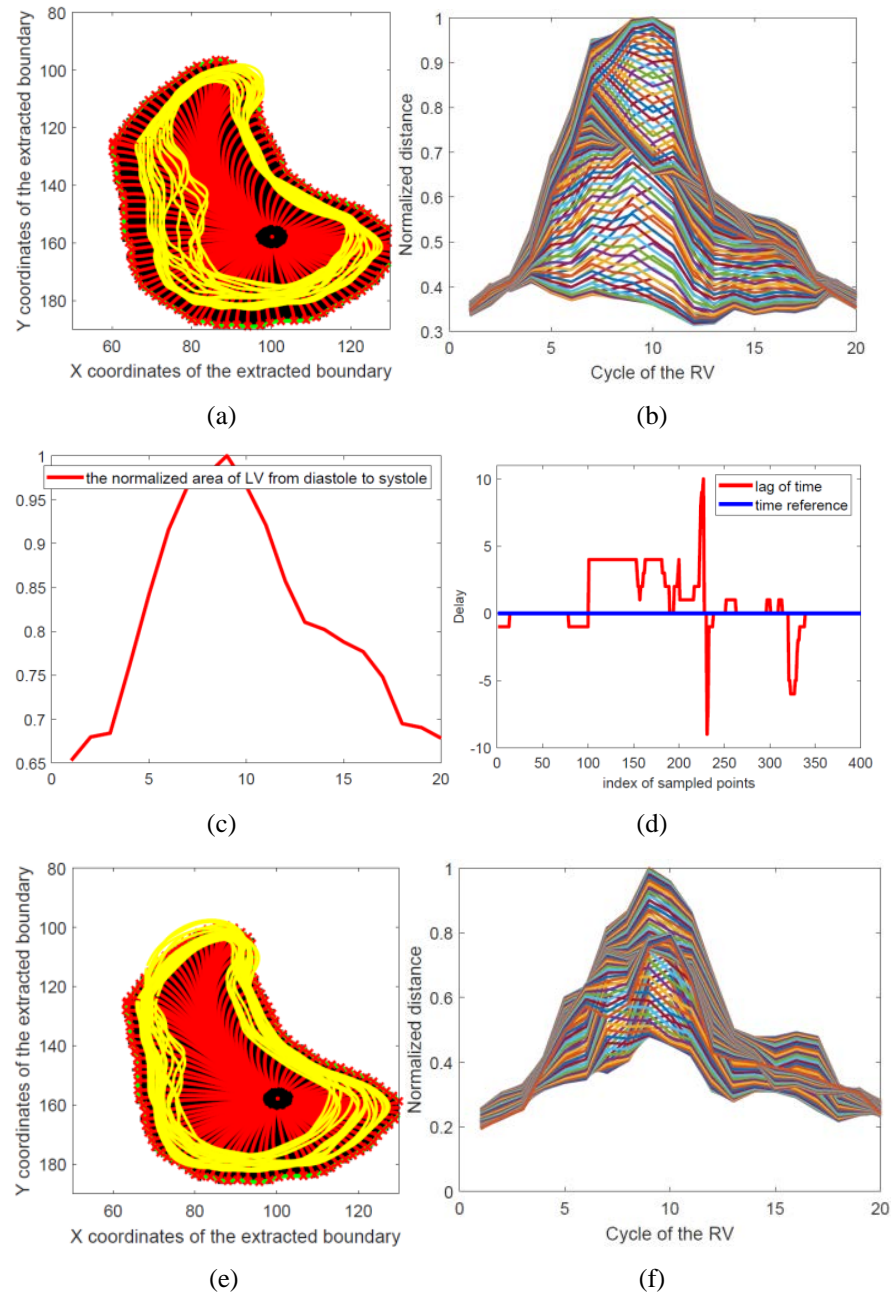 80
100
120
140
160
180
60 80 100 120
Y coordinates of the extracted boundary
X coordinates of the extracted boundary
(a)
1
0.9
0.8
0.7
0.6
0.5
0.4
0.3
0 5 10 15 20
Normalized distance
Cycle of the RV
(b)
1
0.95
0.9
0.85
0.8
0.75
0.7
0.65
0 5 10 15 20
the normalized area of LV from diastole to systole
(c)
10
5
0
-5
-10
0 50 100 150 200 250 300 350 400
Delay
index of sampled points
lag of time
time reference
(d)
80
100
120
140
160
180
60 80 100 120
Y coordinates of the extracted boundary
X coordinates of the extracted boundary
(e)
1
0.8
0.6
0.4
0.2
0
0 5 10 15 20
Normalized distance
Cycle of the RV
(f)